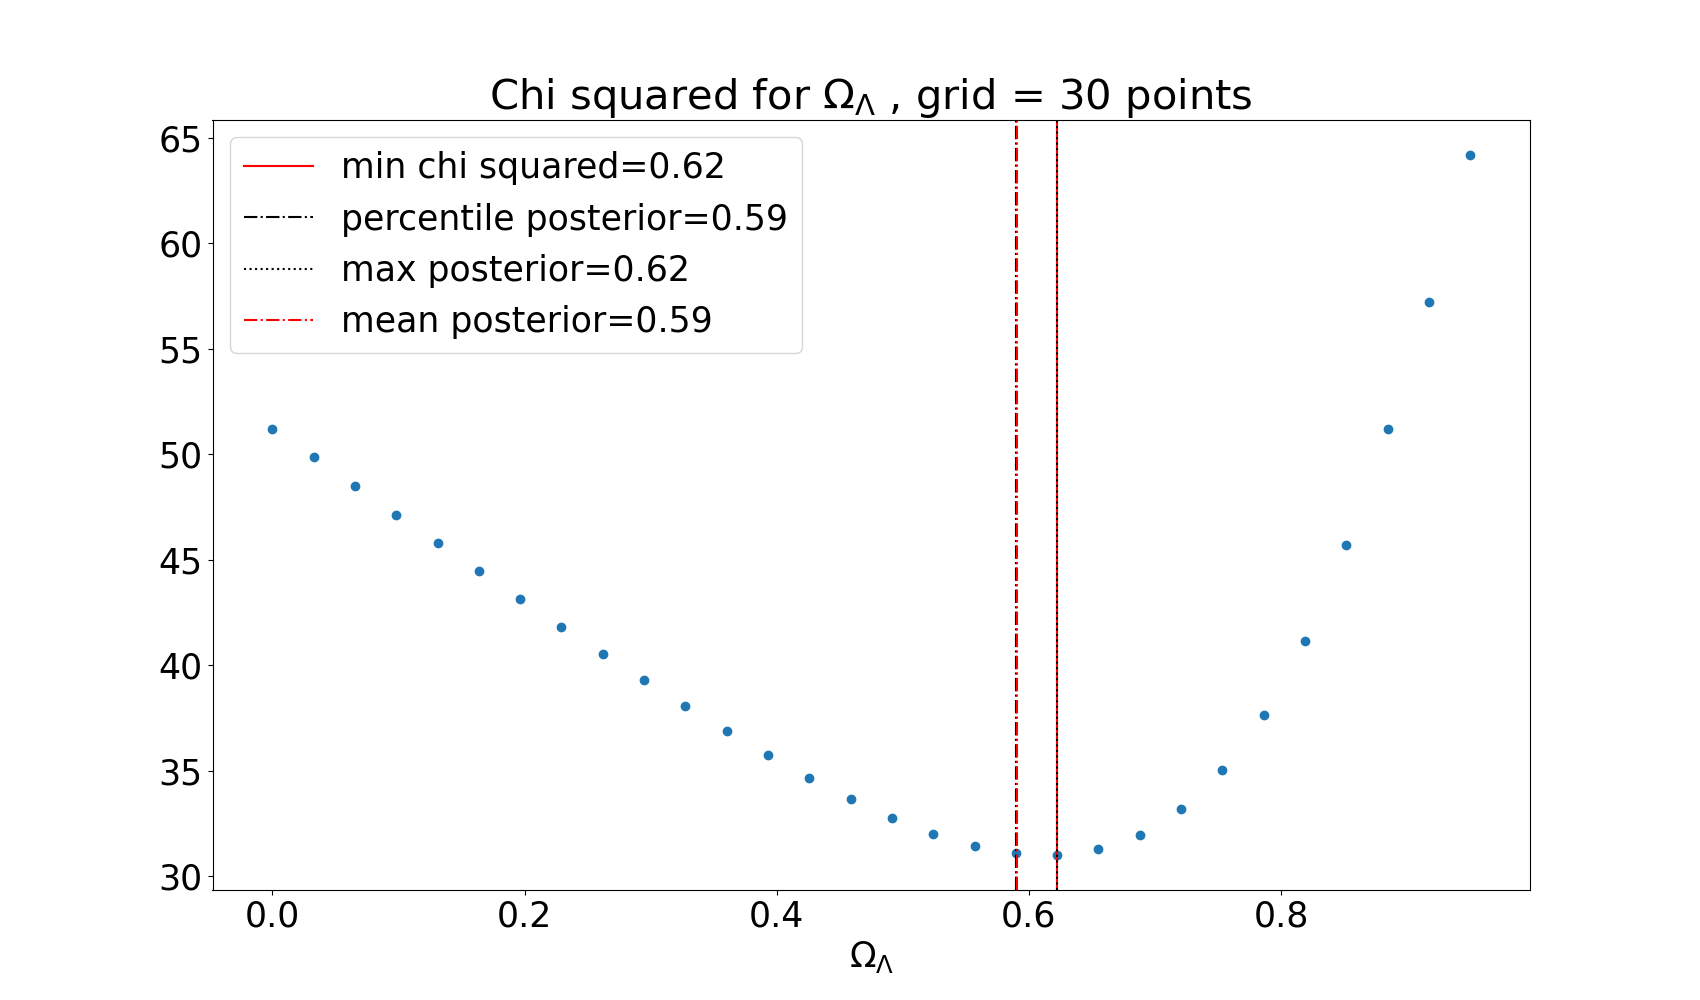 Chi squared for Ω_Λ , grid = 30 points
65
60
55
50
45
40
35
30
min chi squared=0.62
percentile posterior=0.59
max posterior=0.62
mean posterior=0.59
0.0 0.2 0.4 0.6 0.8
Ω_Λ